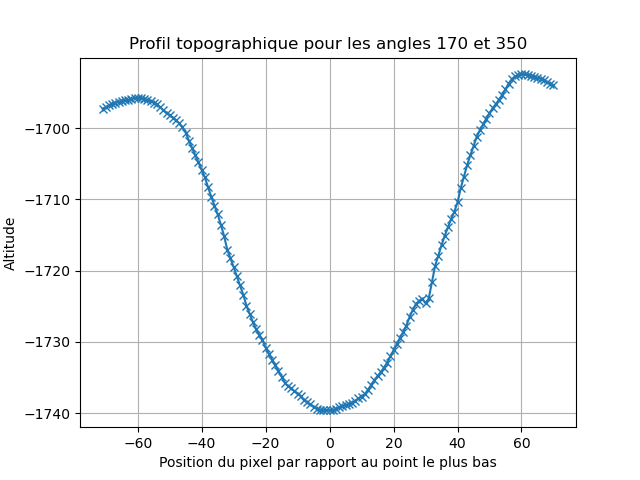 Profil topographique pour les angles 170 et 350
−1700
−1710
−1720
−1730
−1740
Altitude
−60 −40 −20 0 20 40 60
Position du pixel par rapport au point le plus bas